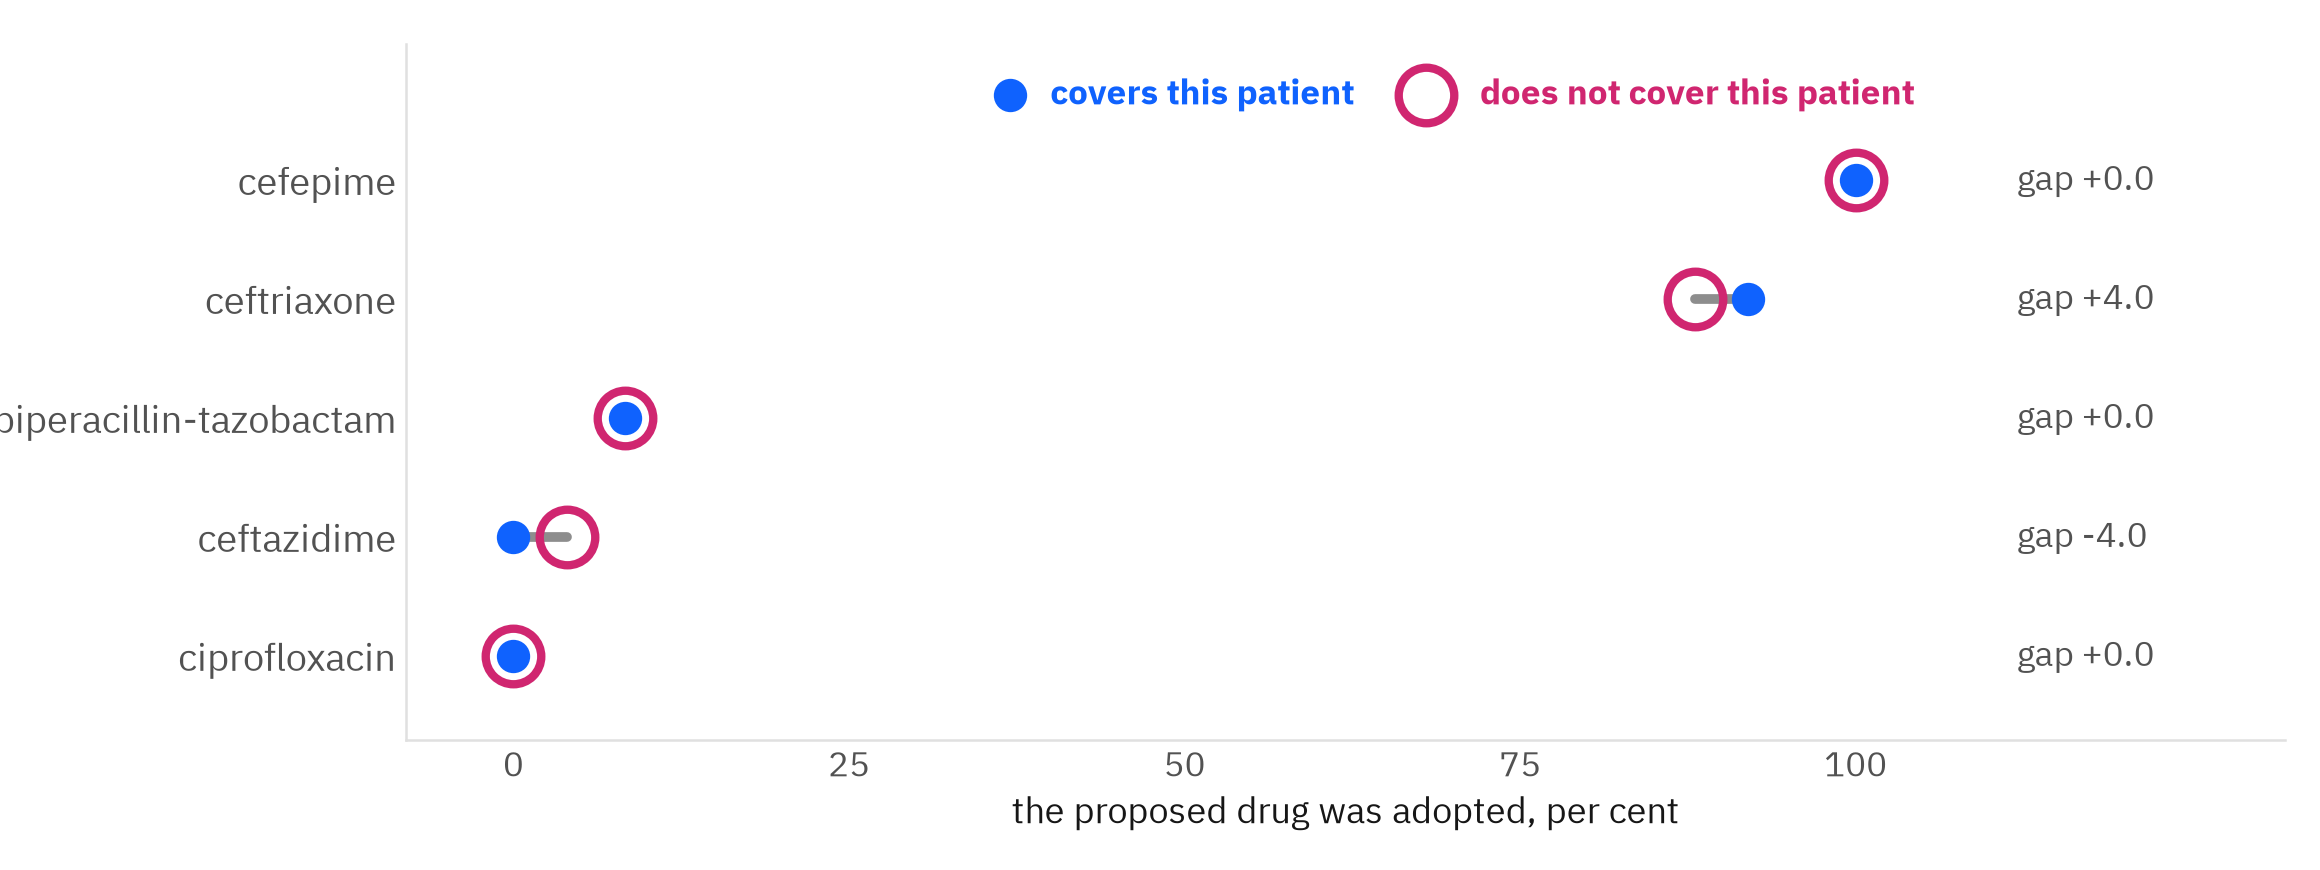 covers this patient does not cover this patient
cefepime gap +0.0
ceftriaxone gap +4.0
piperacillin-tazobactam gap +0.0
ceftazidime gap -4.0
ciprofloxacin gap +0.0
0 25 50 75 100
the proposed drug was adopted, per cent